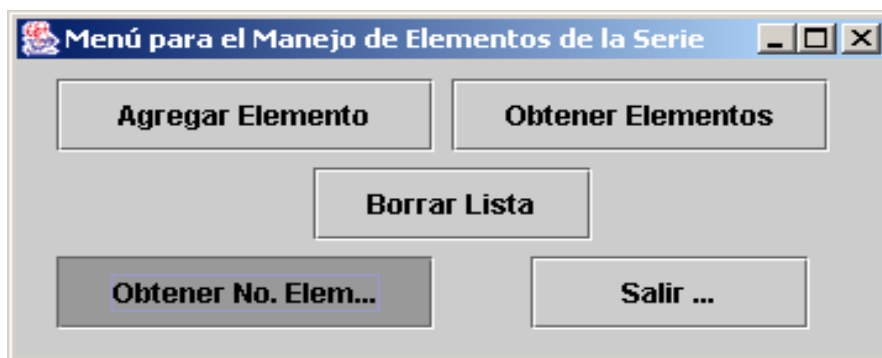 Menú para el Manejo de Elementos de la Serie
Agregar Elemento Obtener Elementos
Borrar Lista
Obtener No. Elem... Salir ...